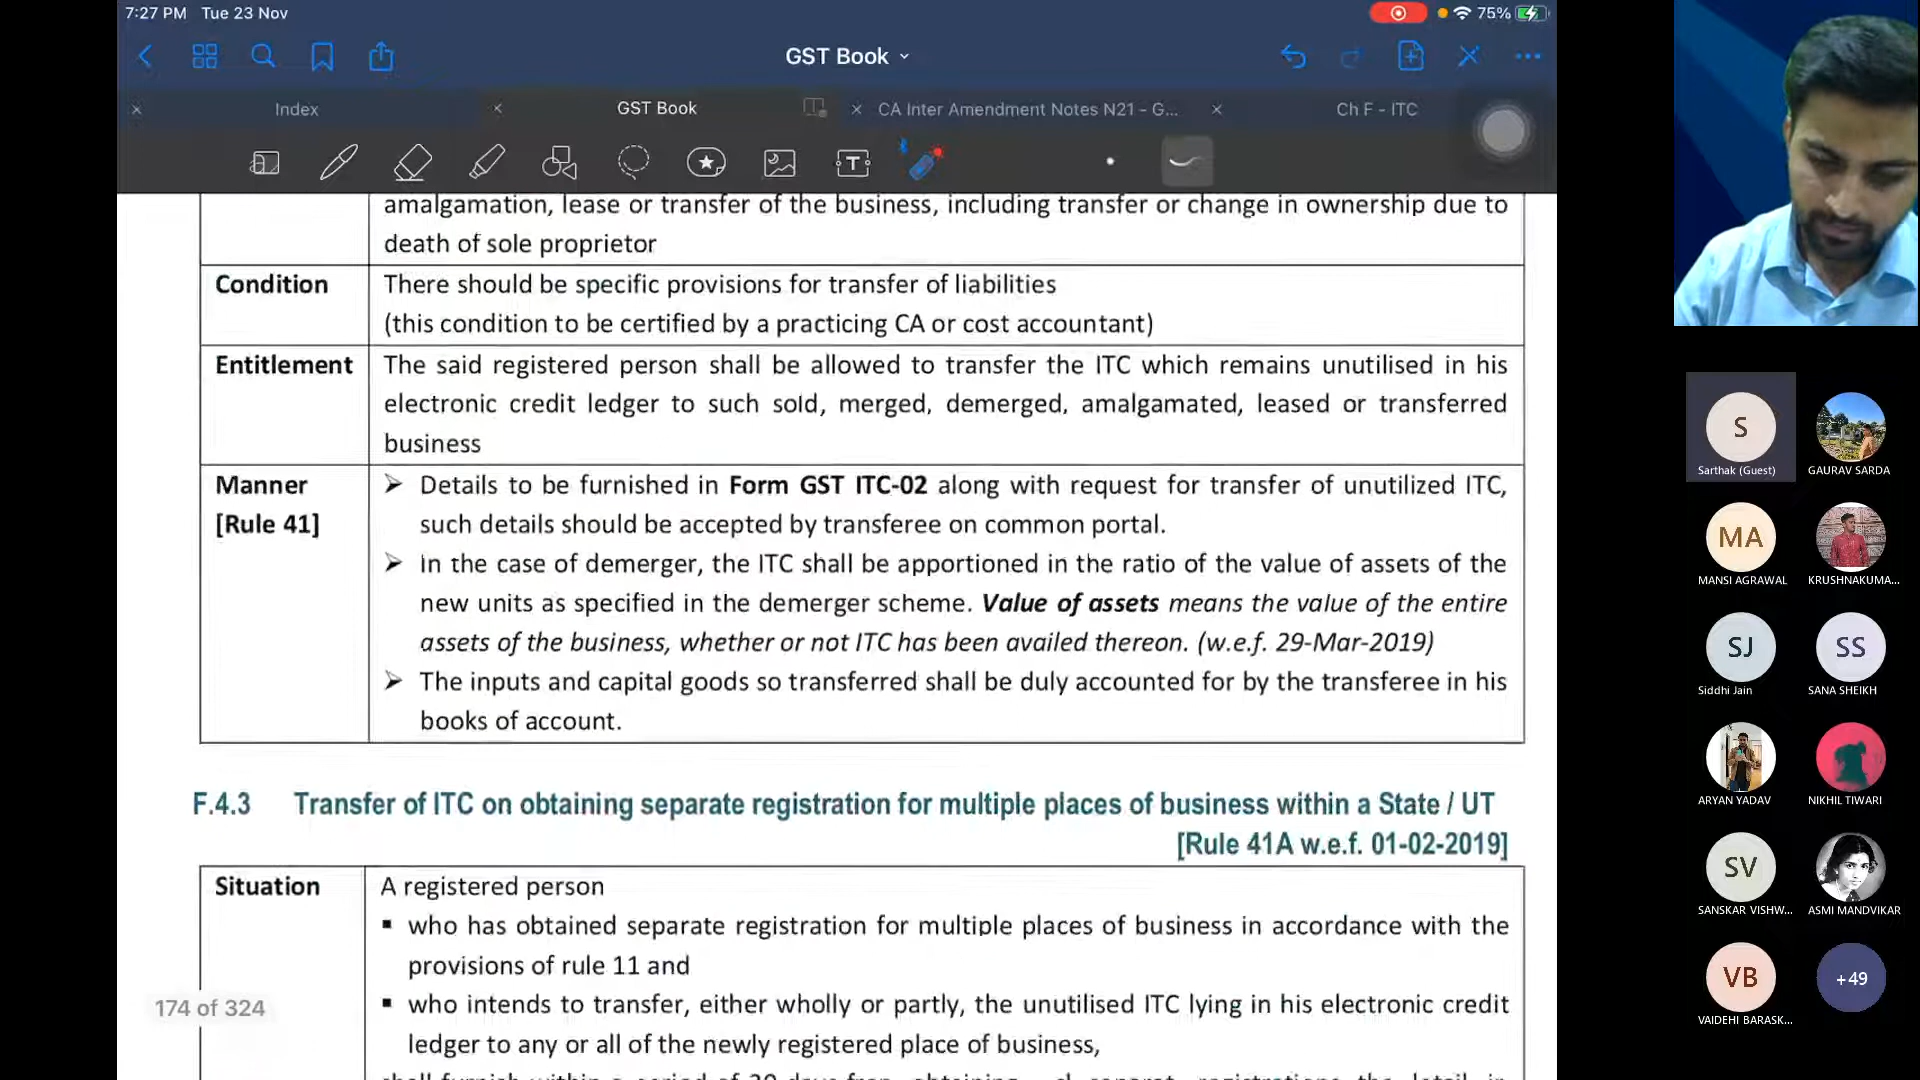 7:27 PM Tue 23 Nov
75%
GST Book
Index
GST Book
CA Inter Amendment Notes N21 - G...
Ch F - ITC
amalgamation, lease or transfer of the business, including transfer or change in ownership due to
death of sole proprietor
Condition
There should be specific provisions for transfer of liabilities
(this condition to be certified by a practicing CA or cost accountant)
Entitlement
The said registered person shall be allowed to transfer the ITC which remains unutilised in his
electronic credit ledger to such sold, merged, demerged, amalgamated, leased or transferred
business
Manner
[Rule 41]
➢ Details to be furnished in Form GST ITC-02 along with request for transfer of unutilized ITC,
such details should be accepted by transferee on common portal.
➢ In the case of demerger, the ITC shall be apportioned in the ratio of the value of assets of the
new units as specified in the demerger scheme. Value of assets means the value of the entire
assets of the business, whether or not ITC has been availed thereon. (w.e.f. 29-Mar-2019)
➢ The inputs and capital goods so transferred shall be duly accounted for by the transferee in his
books of account.
F.4.3 Transfer of ITC on obtaining separate registration for multiple places of business within a State / UT
[Rule 41A w.e.f. 01-02-2019]
Situation
A registered person
▪ who has obtained separate registration for multiple places of business in accordance with the
provisions of rule 11 and
▪ who intends to transfer, either wholly or partly, the unutilised ITC lying in his electronic credit
ledger to any or all of the newly registered place of business,
174 of 324
S
Sarthak (Guest)
GAURAV SARDA
MA
MANSI AGRAWAL
KRUSHNAKUMA...
SJ
Siddhi Jain
SS
SANA SHEIKH
ARYAN YADAV
NIKHIL TIWARI
SV
SANSKAR VISHW...
ASMI MANDVIKAR
VB
VAIDEHI BARASK...
+49